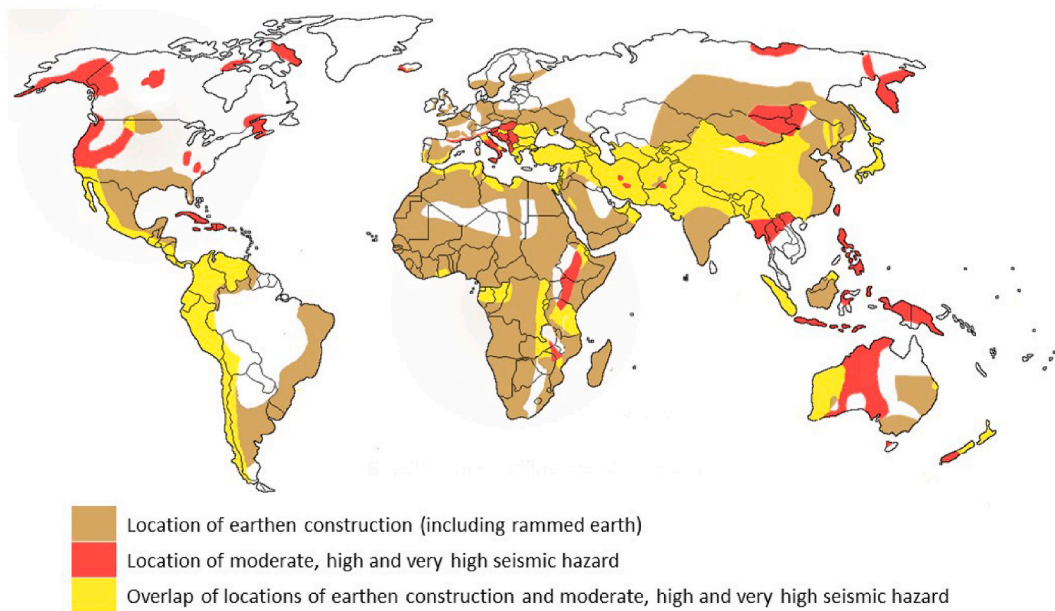 Location of earthen construction (including rammed earth)
Location of moderate, high and very high seismic hazard
Overlap of locations of earthen construction and moderate, high and very high seismic hazard